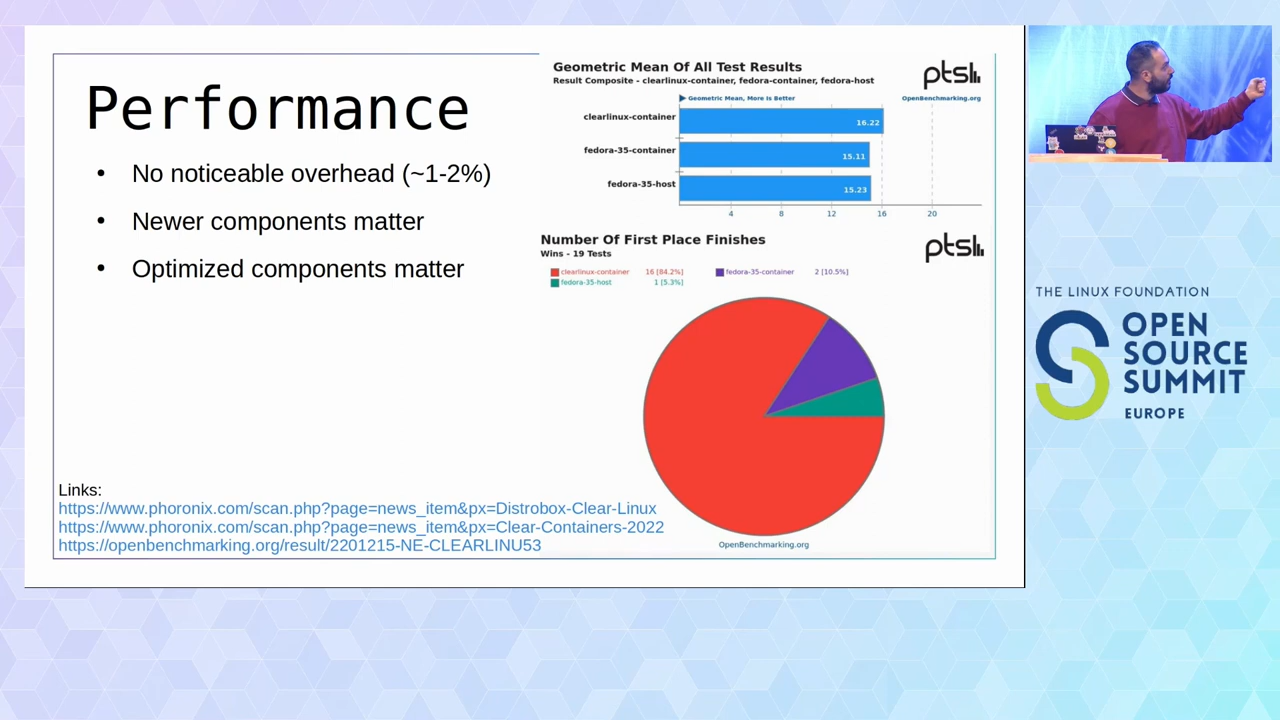 Performance
• No noticeable overhead (~1-2%)
• Newer components matter
• Optimized components matter
Links:
https://www.phoronix.com/scan.php?page=news_item&px=Distrobox-Clear-Linux
https://www.phoronix.com/scan.php?page=news_item&px=Clear-Containers-2022
https://openbenchmarking.org/result/2201215-NE-CLEARLINU53
Geometric Mean Of All Test Results
Result Composite - clearlinux-container, fedora-container, fedora-host
ptsl
Geometric Mean, More Is Better
OpenBenchmarking.org
clearlinux-container 16.22
fedora-35-container 15.11
fedora-35-host 15.23
4 8 12 16 20
Number Of First Place Finishes
Wins - 19 Tests
ptsl
clearlinux-container 16 [84.2%] fedora-35-container 2 [10.5%]
fedora-35-host 1 [5.3%]
OpenBenchmarking.org
THE LINUX FOUNDATION
OPEN
SOURCE
SUMMIT
EUROPE